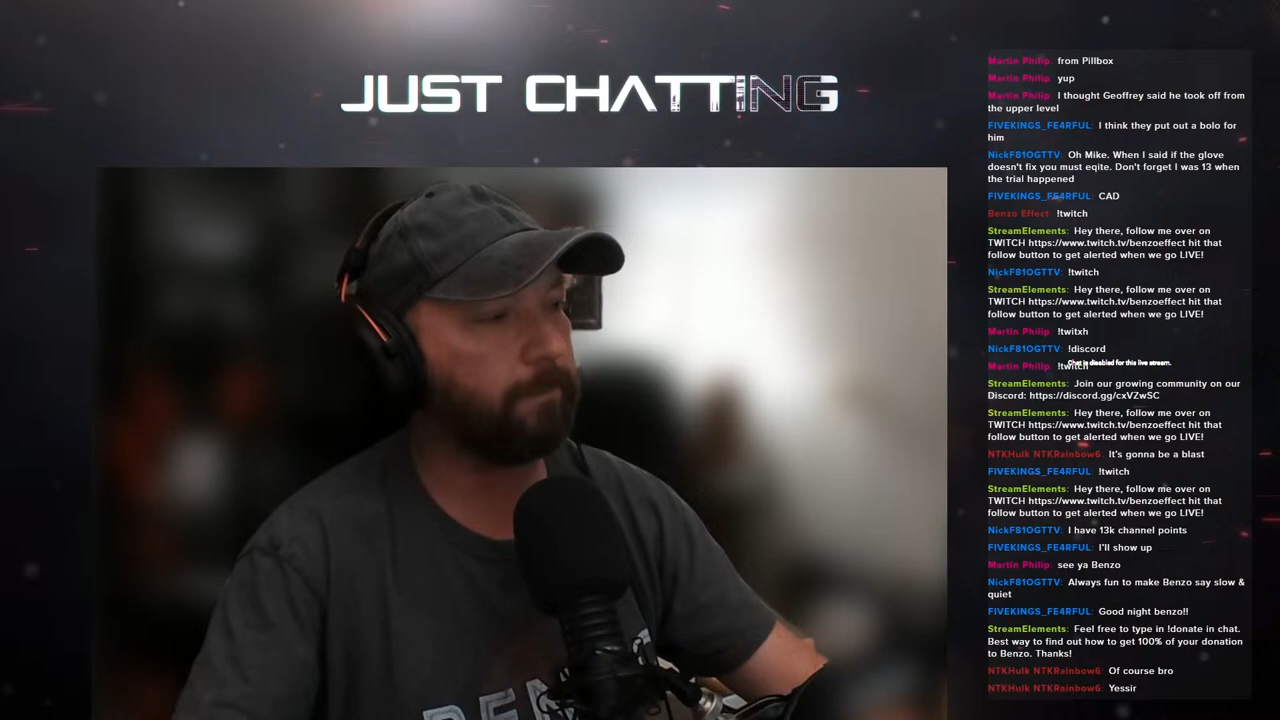 JUST CHATTING
Martin Philip: from Pillbox
Martin Philip: yup
Martin Philip: I thought Geoffrey said he took off from
the upper level
FIVEKINGS_FE4RFUL: I think they put out a bolo for
him
NickF81OGTTV: Oh Mike. When I said if the glove
doesn't fix you must eqite. Don't forget I was 13 when
the trial happened
FIVEKINGS_FE4RFUL: CAD
Benzo Effect: !twitch
StreamElements: Hey there, follow me over on
TWITCH https://www.twitch.tv/benzoeffect hit that
follow button to get alerted when we go LIVE!
NickF81OGTTV: !twitch
StreamElements: Hey there, follow me over on
TWITCH https://www.twitch.tv/benzoeffect hit that
follow button to get alerted when we go LIVE!
Martin Philip: !twitxh
NickF81OGTTV: !discord
Chat is disabled for this live stream.
Martin Philip: !twitch
StreamElements: Join our growing community on our
Discord: https://discord.gg/cxVZwSC
StreamElements: Hey there, follow me over on
TWITCH https://www.twitch.tv/benzoeffect hit that
follow button to get alerted when we go LIVE!
NTKHulk NTKRainbow6: It's gonna be a blast
FIVEKINGS_FE4RFUL: !twitch
StreamElements: Hey there, follow me over on
TWITCH https://www.twitch.tv/benzoeffect hit that
follow button to get alerted when we go LIVE!
NickF81OGTTV: I have 13k channel points
FIVEKINGS_FE4RFUL: I'll show up
Martin Philip: see ya Benzo
NickF81OGTTV: Always fun to make Benzo say slow &
quiet
FIVEKINGS_FE4RFUL: Good night benzo!!
StreamElements: Feel free to type in !donate in chat.
Best way to find out how to get 100% of your donation
to Benzo. Thanks!
NTKHulk NTKRainbow6: Of course bro
NTKHulk NTKRainbow6: Yessir